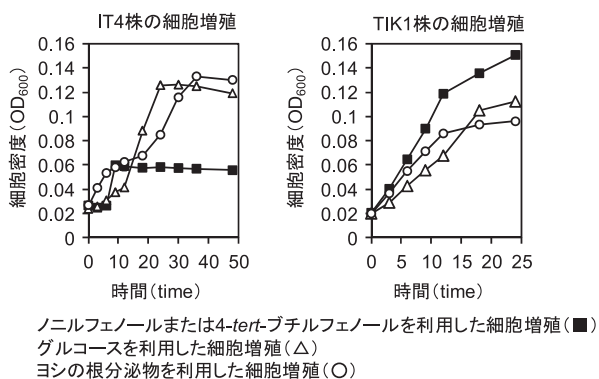 IT4株の細胞増殖
細胞密度(OD600)
0.16
0.14
0.12
0.1
0.08
0.06
0.04
0.02
0
0 10 20 30 40 50
時間(time)
TIK1株の細胞増殖
細胞密度(OD600)
0.16
0.14
0.12
0.1
0.08
0.06
0.04
0.02
0
0 5 10 15 20 25
時間(time)
ノニルフェノールまたは4-tert-ブチルフェノールを利用した細胞増殖(■)
グルコースを利用した細胞増殖(△)
ヨシの根分泌物を利用した細胞増殖(○)